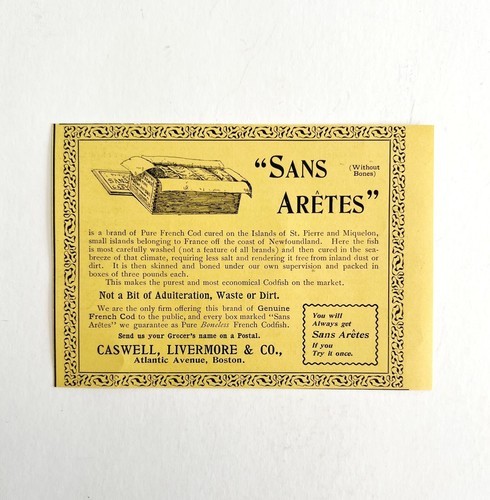 "SANS (Without Bones)
ARÊTES"
is a brand of Pure French Cod cured on the Islands of St. Pierre and Miquelon,
small islands belonging to France off the coast of Newfoundland. Here the fish
is most carefully washed (not a feature of all brands) and then cured in the sea-
breeze of that climate, requiring less salt and rendering it free from inland dust or
dirt. It is then skinned and boned under our own supervision and packed in
boxes of three pounds each.
This makes the purest and most economical Codfish on the market.
Not a Bit of Adulteration, Waste or Dirt.
We are the only firm offering this brand of Genuine
French Cod to the public, and every box marked "Sans
Arêtes" we guarantee as Pure Boneless French Codfish.
Send us your Grocer's name on a Postal.
CASWELL, LIVERMORE & CO.,
Atlantic Avenue, Boston.
You will
Always get
Sans Arêtes
if you
Try it once.